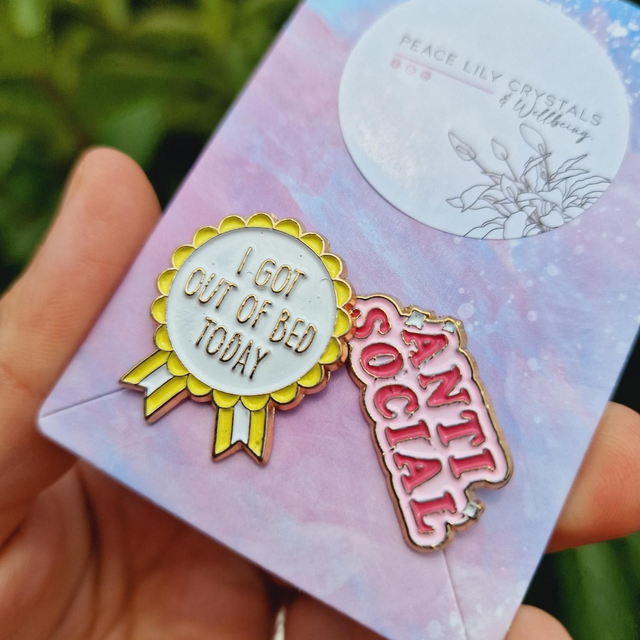 PEACE LILY CRYSTALS
& Wellbeing
I GOT
OUT OF BED
TODAY
ANTI
SOCIAL